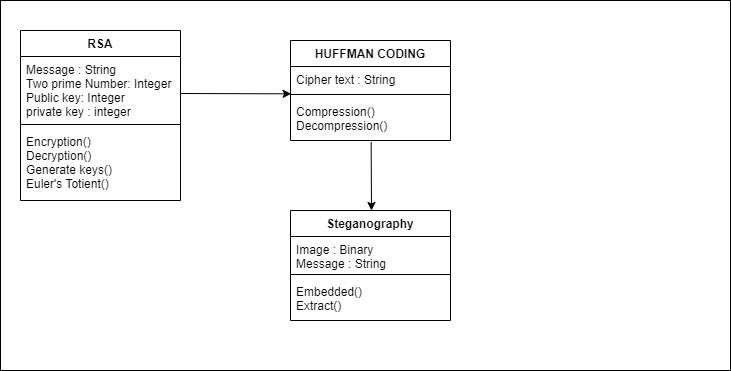 RSA
Message : String
Two prime Number: Integer
Public key: Integer
private key : integer
Encryption()
Decryption()
Generate keys()
Euler's Totient()
HUFFMAN CODING
Cipher text : String
Compression()
Decompression()
Steganography
Image : Binary
Message : String
Embedded()
Extract()